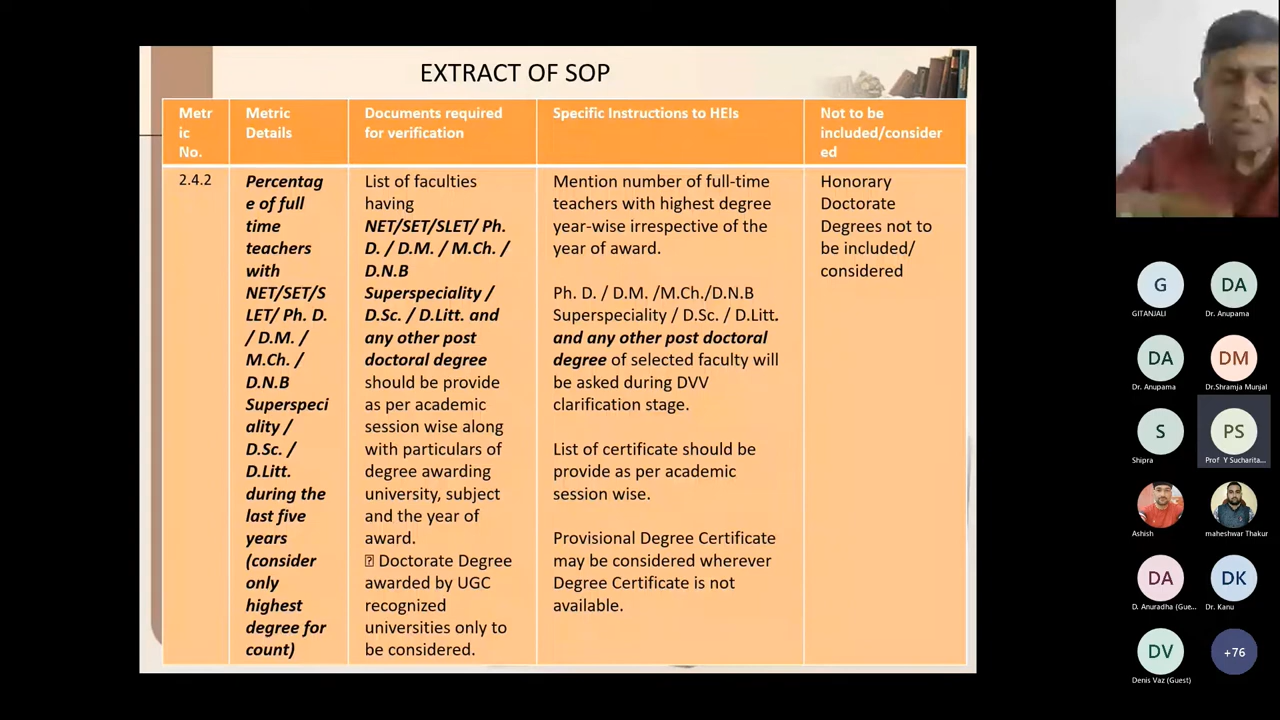 EXTRACT OF SOP
Metr
ic
No.
Metric
Details
Documents required
for verification
Specific Instructions to HEIs
Not to be
included/consider
ed
2.4.2
Percentag
e of full
time
teachers
with
NET/SET/S
LET/ Ph. D.
/ D.M. /
M.Ch. /
D.N.B
Superspeci
ality /
D.Sc. /
D.Litt.
during the
last five
years
(consider
only
highest
degree for
count)
List of faculties
having
NET/SET/SLET/ Ph.
D. / D.M. / M.Ch. /
D.N.B
Superspeciality /
D.Sc. / D.Litt. and
any other post
doctoral degree
should be provide
as per academic
session wise along
with particulars of
degree awarding
university, subject
and the year of
award.
Doctorate Degree
awarded by UGC
recognized
universities only to
be considered.
Mention number of full-time
teachers with highest degree
year-wise irrespective of the
year of award.
Ph. D. / D.M. /M.Ch./D.N.B
Superspeciality / D.Sc. / D.Litt.
and any other post doctoral
degree of selected faculty will
be asked during DVV
clarification stage.
List of certificate should be
provide as per academic
session wise.
Provisional Degree Certificate
may be considered wherever
Degree Certificate is not
available.
Honorary
Doctorate
Degrees not to
be included/
considered
G
GITANJALI
DA
Dr. Anupama
DA
Dr. Anupama
DM
Dr.Shramja Munjal
S
Shipra
PS
Prof Y Sucharita...
Ashish
maheshwar Thakur
DA
D. Anuradha (Gue...
DK
Dr. Kanu
DV
Denis Vaz (Guest)
+76